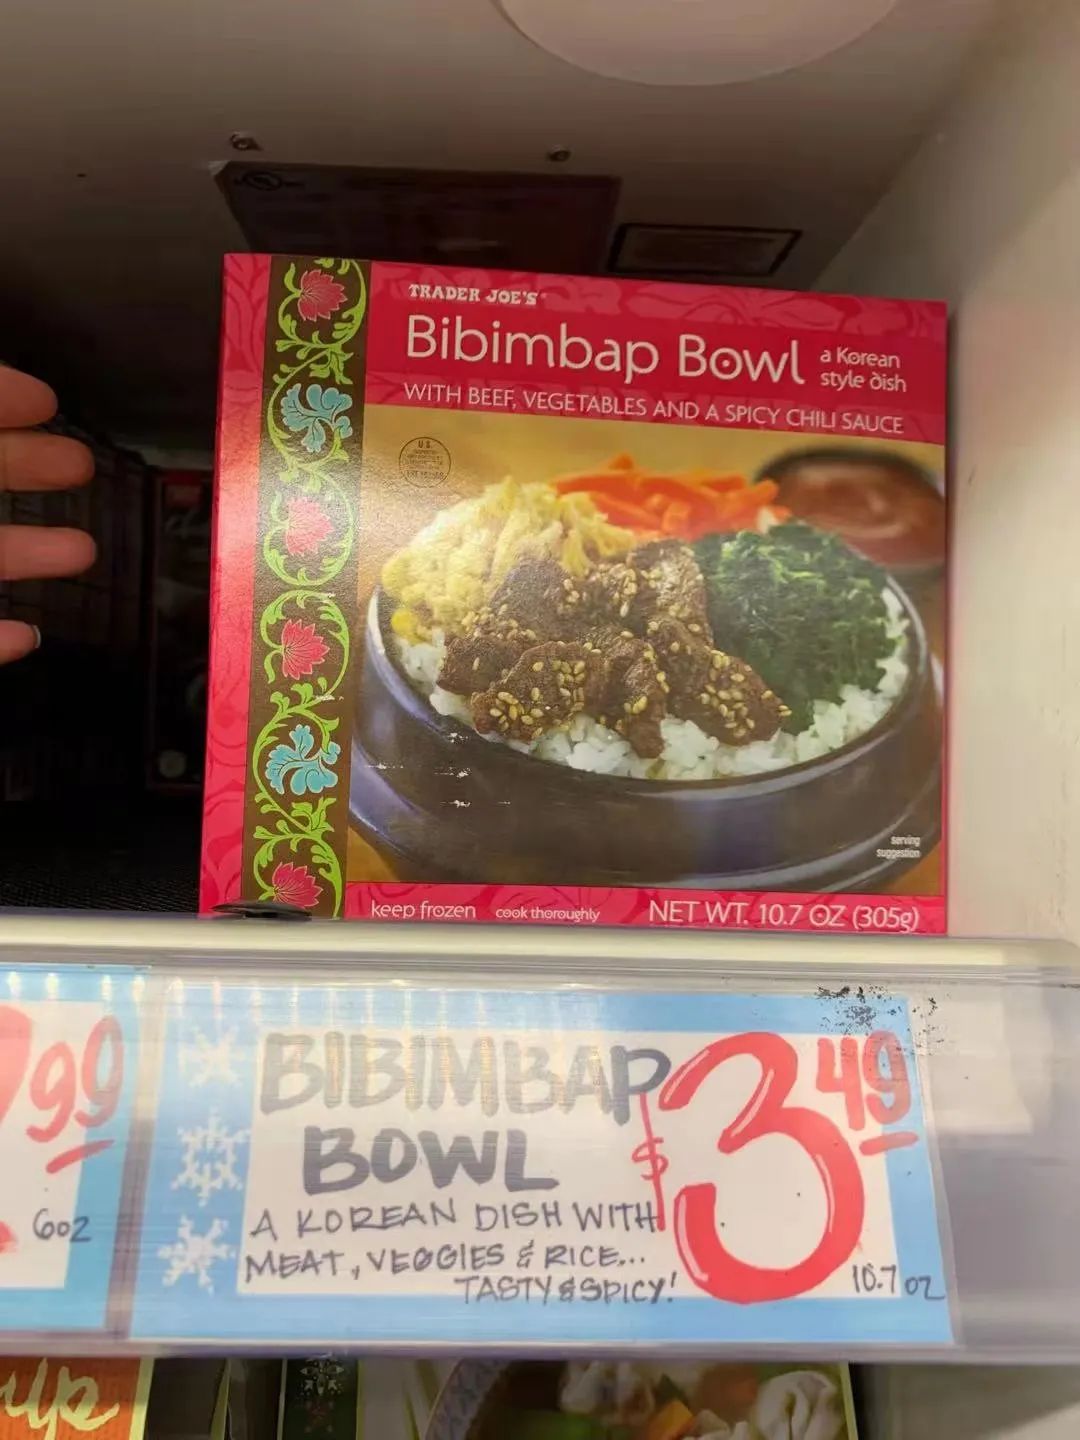 TRADER JOE'S
Bibimbap Bowl
a Korean
style dish
WITH BEEF, VEGETABLES AND A SPICY CHILI SAUCE
U.S.
serving
suggestion
keep frozen cook thoroughly NET WT. 10.7 OZ (305g)
99
6oz
BIBIMBAP
BOWL
$3.49
A KOREAN DISH WITH
MEAT, VEGGIES & RICE...
TASTY & SPICY!
10.7 oz